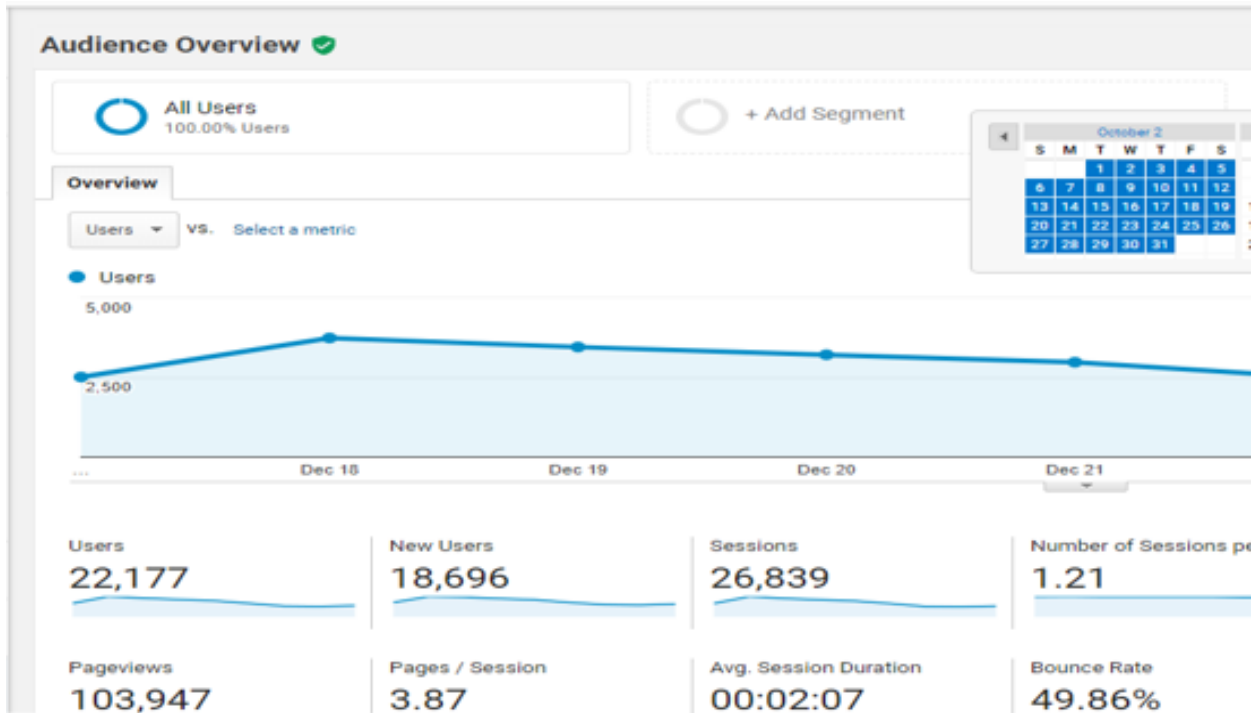 Audience Overview
All Users
100.00% Users
+ Add Segment
October 2
S M T W T F S
1 2 3 4 5
6 7 8 9 10 11 12
13 14 15 16 17 18 19
20 21 22 23 24 25 26
27 28 29 30 31
Overview
Users VS. Select a metric
Users
5,000
2,500
... Dec 18 Dec 19 Dec 20 Dec 21
Users New Users Sessions Number of Sessions pe
22,177 18,696 26,839 1.21
Pageviews Pages / Session Avg. Session Duration Bounce Rate
103,947 3.87 00:02:07 49.86%